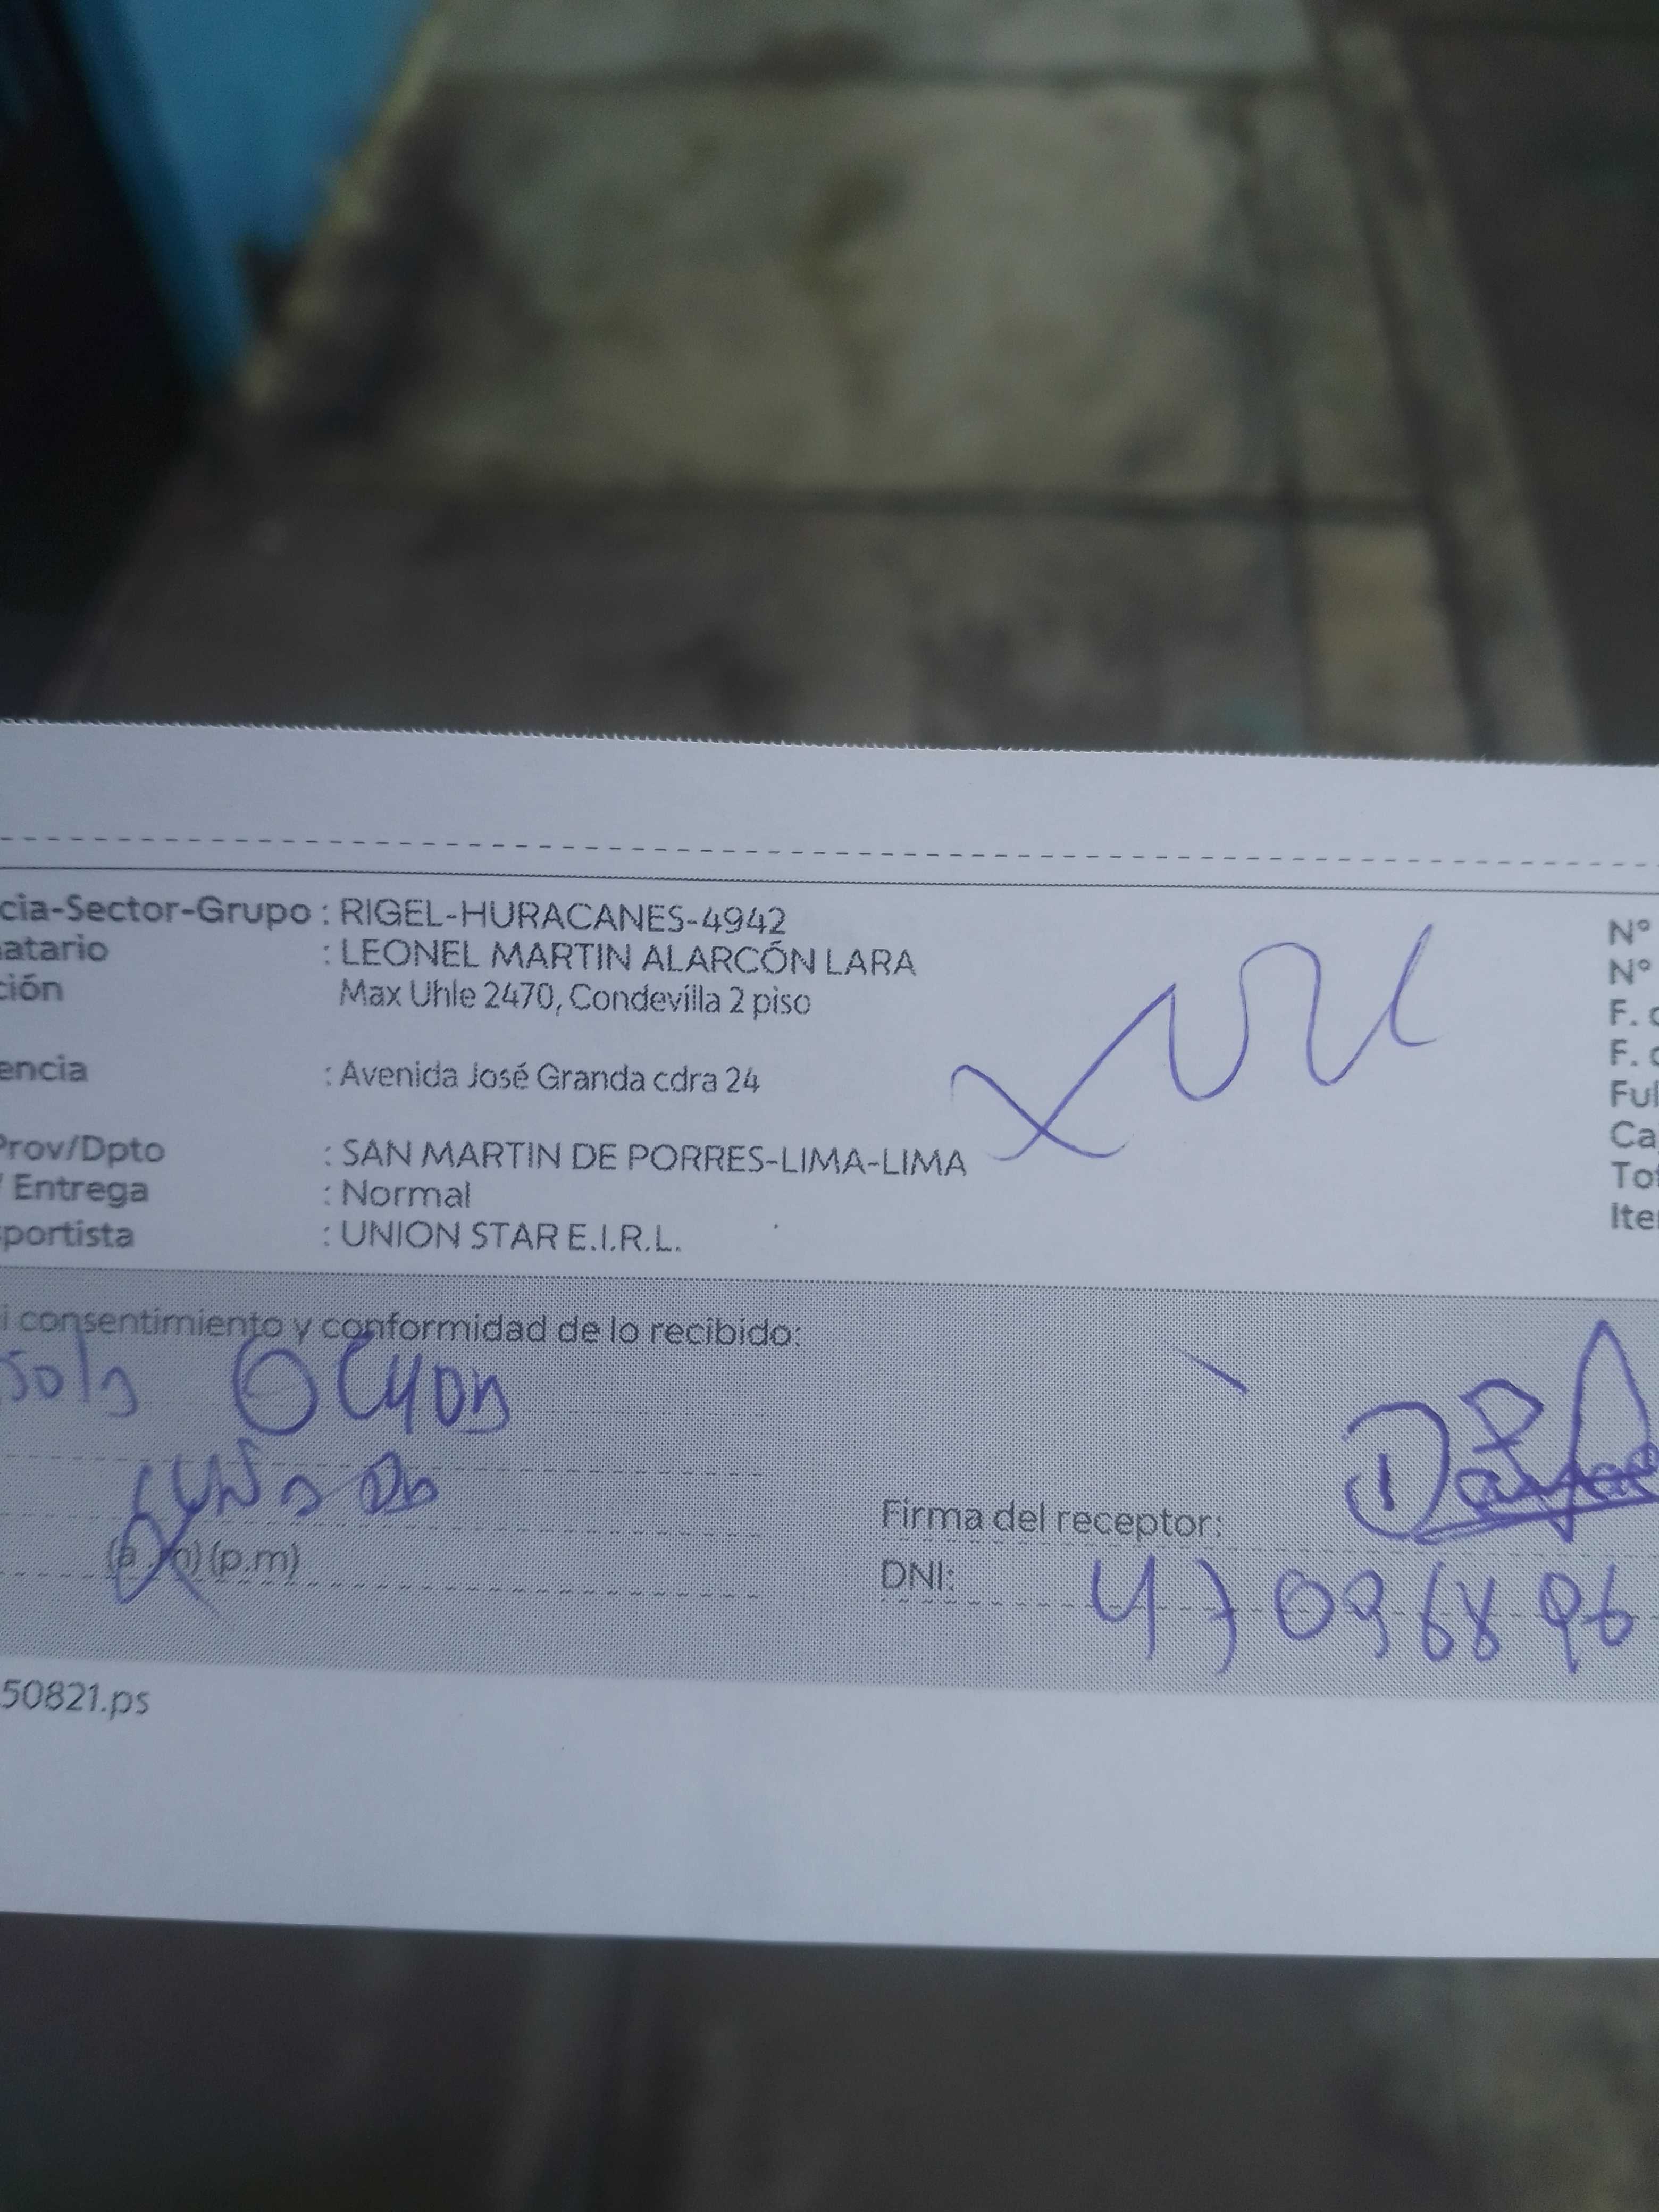 cia-Sector-Grupo : RIGEL-HURACANES-4942
atario : LEONEL MARTIN ALARCÓN LARA
ción Max Uhle 2470, Condevilla 2 piso
encia : Avenida José Granda cdra 24
Prov/Dpto : SAN MARTIN DE PORRES-LIMA-LIMA
Entrega : Normal
portista : UNION STAR E.I.R.L.
N°
N°
F.
F.
Ful
Ca
Tot
Ite
i consentimiento y conformidad de lo recibido:
(a.m) (p.m)
Firma del receptor:
DNI: 47096896
50821.ps